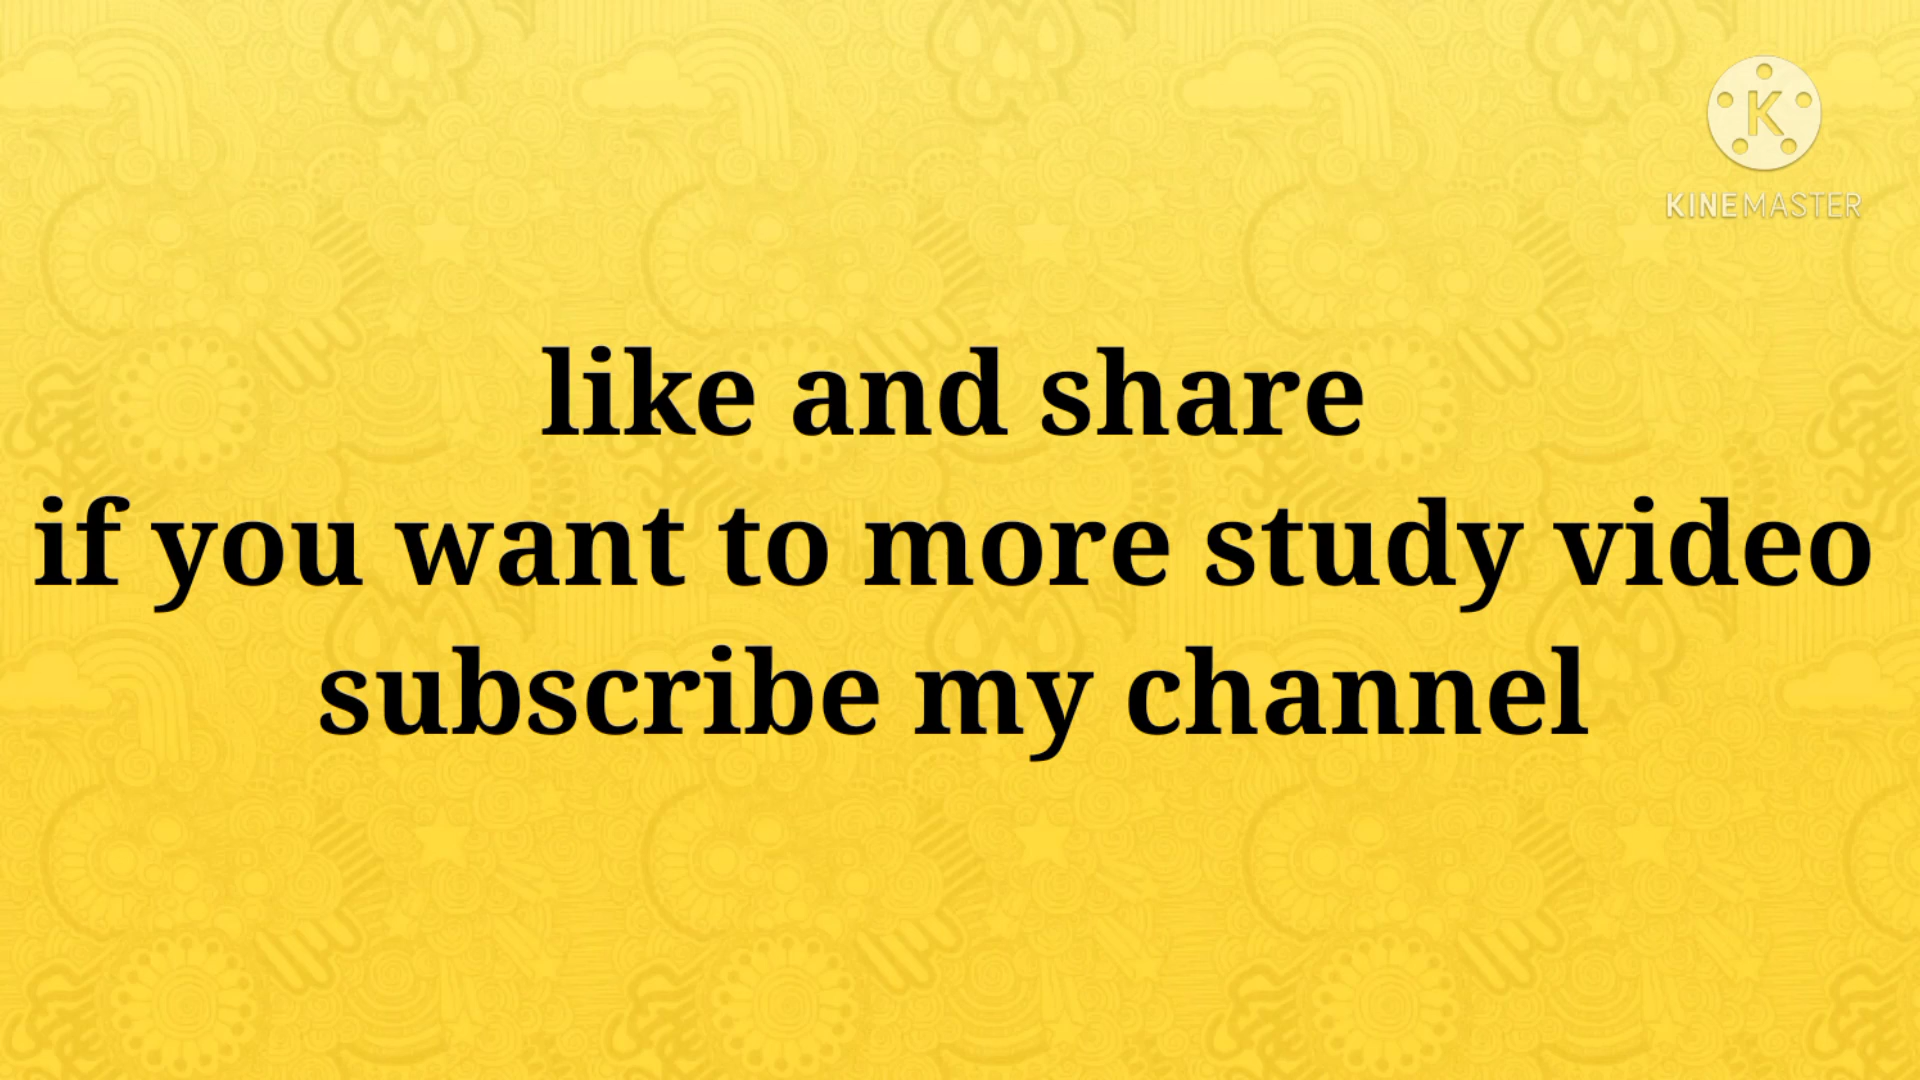 K
KINEMASTER
like and share
if you want to more study video
subscribe my channel